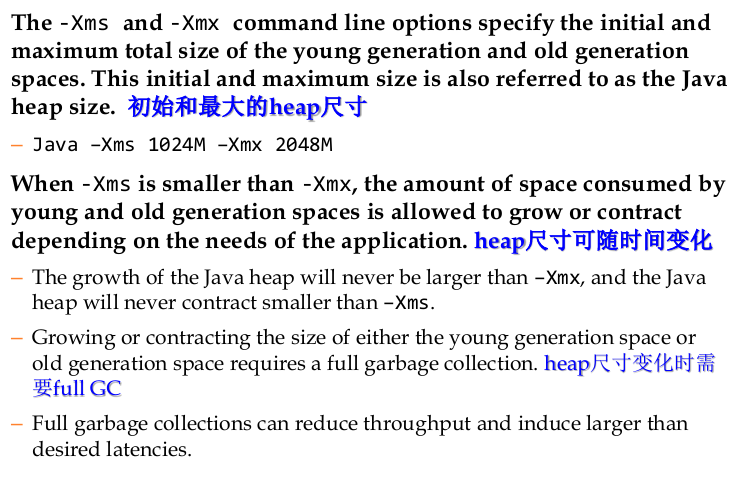 The -Xms and -Xmx command line options specify the initial and
maximum total size of the young generation and old generation
spaces. This initial and maximum size is also referred to as the Java
heap size. 初始和最大的heap尺寸
– Java –Xms 1024M –Xmx 2048M
When -Xms is smaller than -Xmx, the amount of space consumed by
young and old generation spaces is allowed to grow or contract
depending on the needs of the application. heap尺寸可随时间变化
– The growth of the Java heap will never be larger than –Xmx, and the Java
heap will never contract smaller than –Xms.
– Growing or contracting the size of either the young generation space or
old generation space requires a full garbage collection. heap尺寸变化时需
要full GC
– Full garbage collections can reduce throughput and induce larger than
desired latencies.